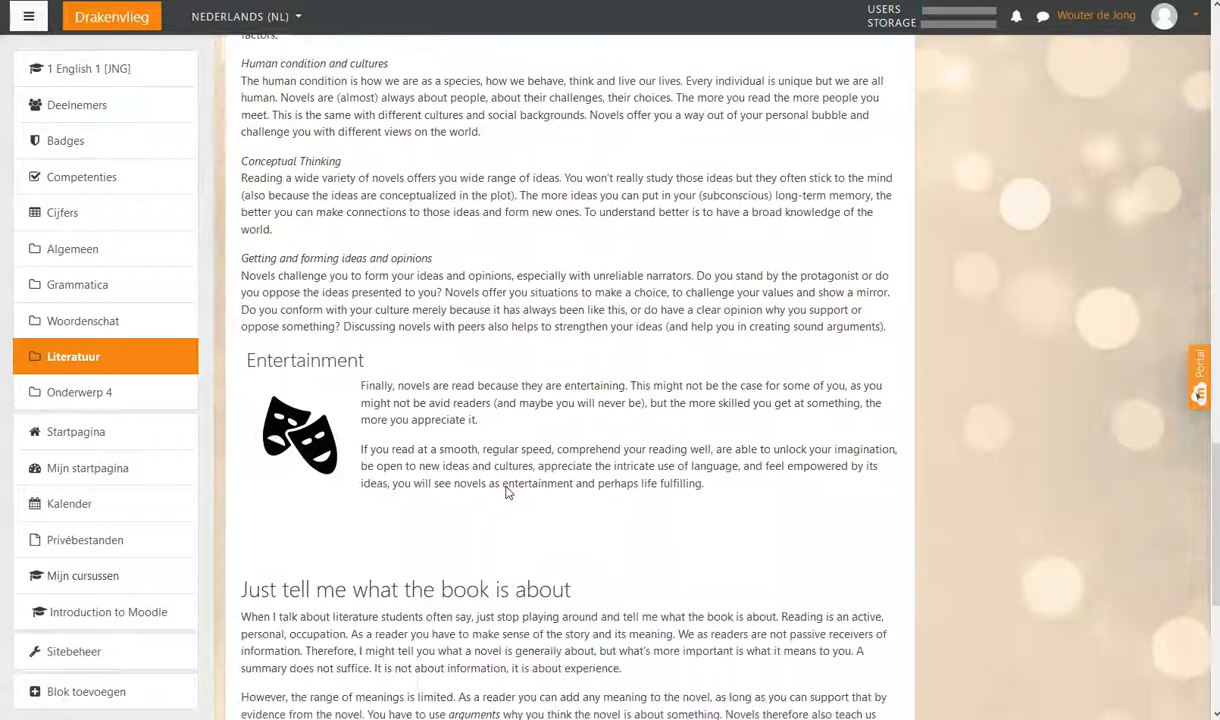 Drakenvlieg
NEDERLANDS (NL)
USERS
STORAGE
Wouter de Jong
1 English 1 [JNG]
Deelnemers
Badges
Competenties
Cijfers
Algemeen
Grammatica
Woordenschat
Literatuur
Onderwerp 4
Startpagina
Mijn startpagina
Kalender
Privébestanden
Mijn cursussen
Introduction to Moodle
Sitebeheer
Blok toevoegen
factors.
Human condition and cultures
The human condition is how we are as a species, how we behave, think and live our lives. Every individual is unique but we are all
human. Novels are (almost) always about people, about their challenges, their choices. The more you read the more people you
meet. This is the same with different cultures and social backgrounds. Novels offer you a way out of your personal bubble and
challenge you with different views on the world.
Conceptual Thinking
Reading a wide variety of novels offers you wide range of ideas. You won't really study those ideas but they often stick to the mind
(also because the ideas are conceptualized in the plot). The more ideas you can put in your (subconscious) long-term memory, the
better you can make connections to those ideas and form new ones. To understand better is to have a broad knowledge of the
world.
Getting and forming ideas and opinions
Novels challenge you to form your ideas and opinions, especially with unreliable narrators. Do you stand by the protagonist or do
you oppose the ideas presented to you? Novels offer you situations to make a choice, to challenge your values and show a mirror.
Do you conform with your culture merely because it has always been like this, or do have a clear opinion why you support or
oppose something? Discussing novels with peers also helps to strengthen your ideas (and help you in creating sound arguments).
Entertainment
Finally, novels are read because they are entertaining. This might not be the case for some of you, as you
might not be avid readers (and maybe you will never be), but the more skilled you get at something, the
more you appreciate it.
If you read at a smooth, regular speed, comprehend your reading well, are able to unlock your imagination,
be open to new ideas and cultures, appreciate the intricate use of language, and feel empowered by its
ideas, you will see novels as entertainment and perhaps life fulfilling.
Just tell me what the book is about
When I talk about literature students often say, just stop playing around and tell me what the book is about. Reading is an active,
personal, occupation. As a reader you have to make sense of the story and its meaning. We as readers are not passive receivers of
information. Therefore, I might tell you what a novel is generally about, but what's more important is what it means to you. A
summary does not suffice. It is not about information, it is about experience.
However, the range of meanings is limited. As a reader you can add any meaning to the novel, as long as you can support that by
evidence from the novel. You have to use arguments why you think the novel is about something. Novels therefore also teach us
Portal